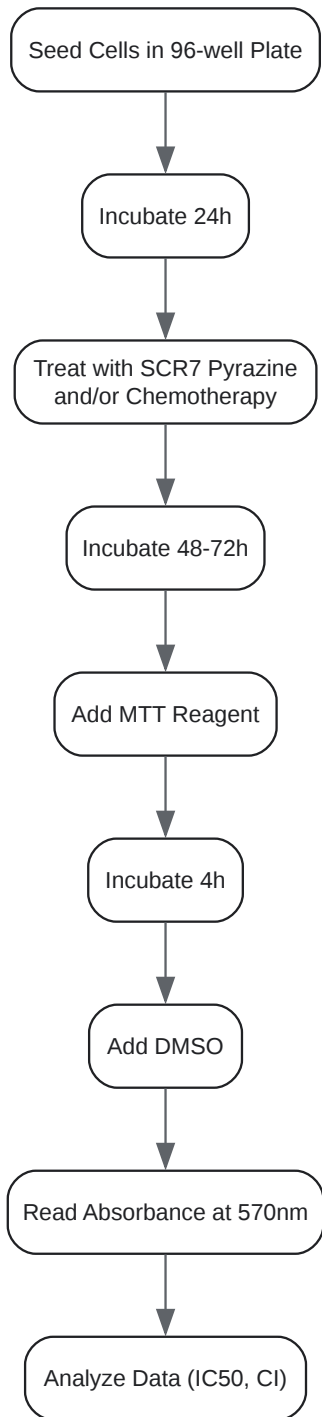 Seed Cells in 96-well Plate
Incubate 24h
Treat with SCR7 Pyrazine
and/or Chemotherapy
Incubate 48-72h
Add MTT Reagent
Incubate 4h
Add DMSO
Read Absorbance at 570nm
Analyze Data (IC50, CI)